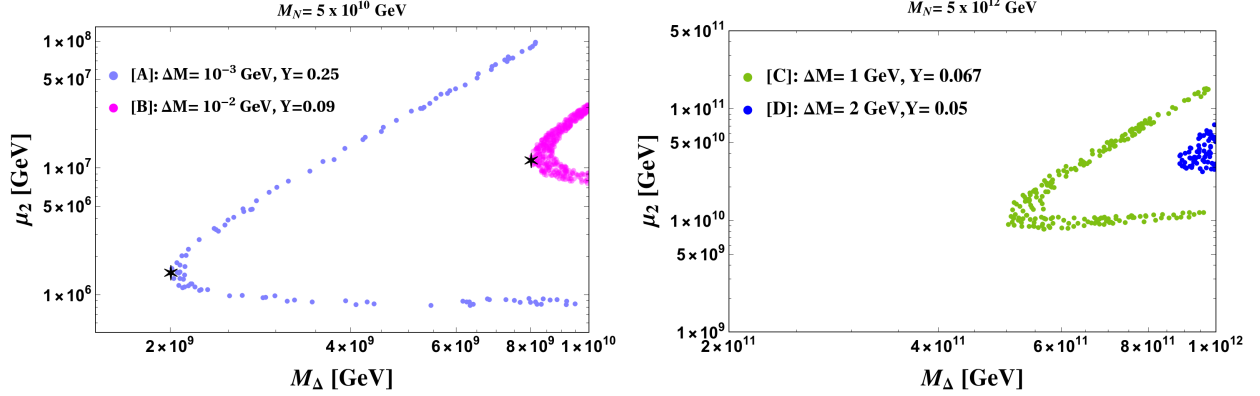 M_N = 5 x 10^10 GeV
1×10^8
5×10^7
1×10^7
5×10^6
1×10^6
μ_2 [GeV]
[A]: ΔM= 10^−3 GeV, Y= 0.25
[B]: ΔM= 10^−2 GeV, Y= 0.09
2×10^9
4×10^9
6×10^9
8×10^9
1×10^10
M_Δ [GeV]
M_N = 5 x 10^12 GeV
5×10^11
1×10^11
5×10^10
1×10^10
5×10^9
1×10^9
μ_2 [GeV]
[C]: ΔM= 1 GeV, Y= 0.067
[D]: ΔM= 2 GeV,Y= 0.05
2×10^11
4×10^11
6×10^11
8×10^11
1×10^12
M_Δ [GeV]